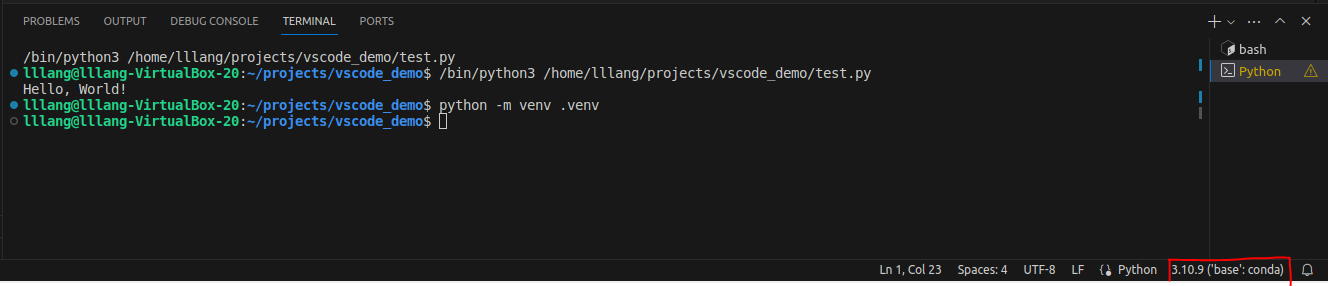 PROBLEMS OUTPUT DEBUG CONSOLE TERMINAL PORTS
/bin/python3 /home/lllang/projects/vscode_demo/test.py
lllang@lllang-VirtualBox-20:~/projects/vscode_demo$ /bin/python3 /home/lllang/projects/vscode_demo/test.py
Hello, World!
lllang@lllang-VirtualBox-20:~/projects/vscode_demo$ python -m venv .venv
lllang@lllang-VirtualBox-20:~/projects/vscode_demo$
bash
Python
Ln 1, Col 23 Spaces: 4 UTF-8 LF {} Python 3.10.9 ('base': conda)